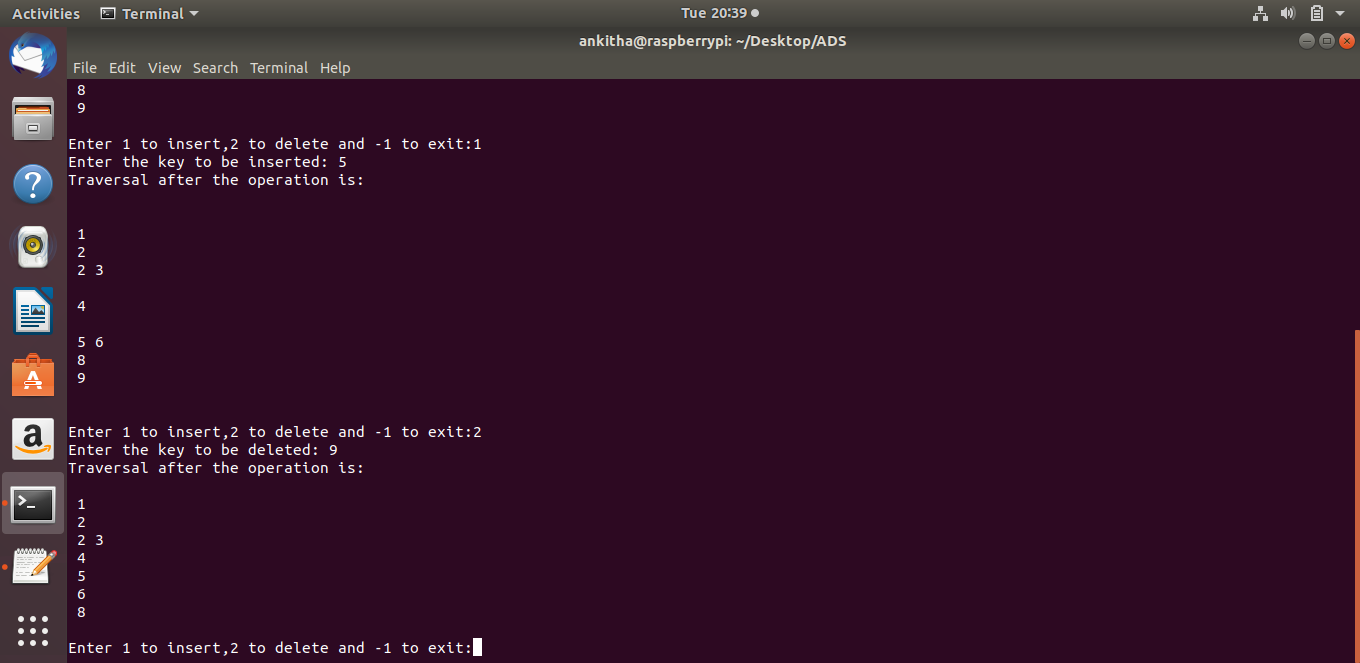 Activities Terminal Tue 20:39
ankitha@raspberrypi: ~/Desktop/ADS
File Edit View Search Terminal Help
8
9
Enter 1 to insert,2 to delete and -1 to exit:1
Enter the key to be inserted: 5
Traversal after the operation is:
1
2
2 3
4
5 6
8
9
Enter 1 to insert,2 to delete and -1 to exit:2
Enter the key to be deleted: 9
Traversal after the operation is:
1
2
2 3
4
5
6
8
Enter 1 to insert,2 to delete and -1 to exit: